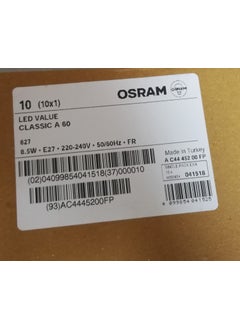 10 (10x1)
OSRAM
LED VALUE
CLASSIC A 60
827
8.5W • E27 • 220-240V • 50/60Hz • FR
Made in Turkey
A C44 452 00 FP
041518
(02)04099854041518(37)000010
(93)AC4445200FP